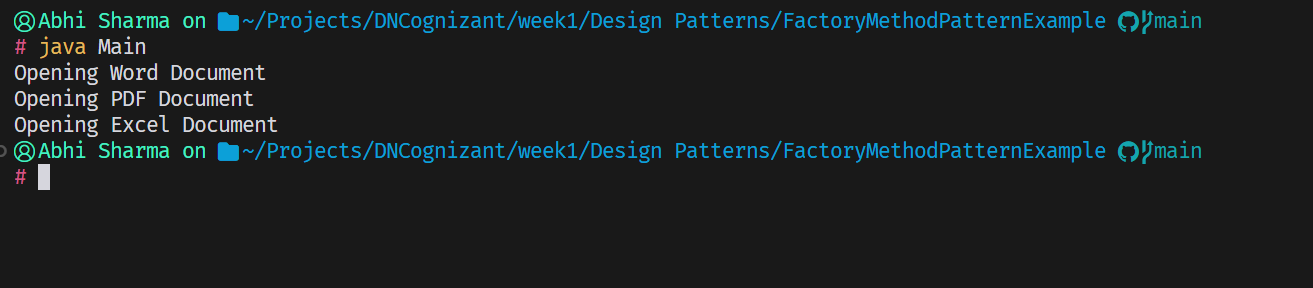 Abhi Sharma on ~/Projects/DNCognizant/week1/Design Patterns/FactoryMethodPatternExample main
# java Main
Opening Word Document
Opening PDF Document
Opening Excel Document
Abhi Sharma on ~/Projects/DNCognizant/week1/Design Patterns/FactoryMethodPatternExample main
#